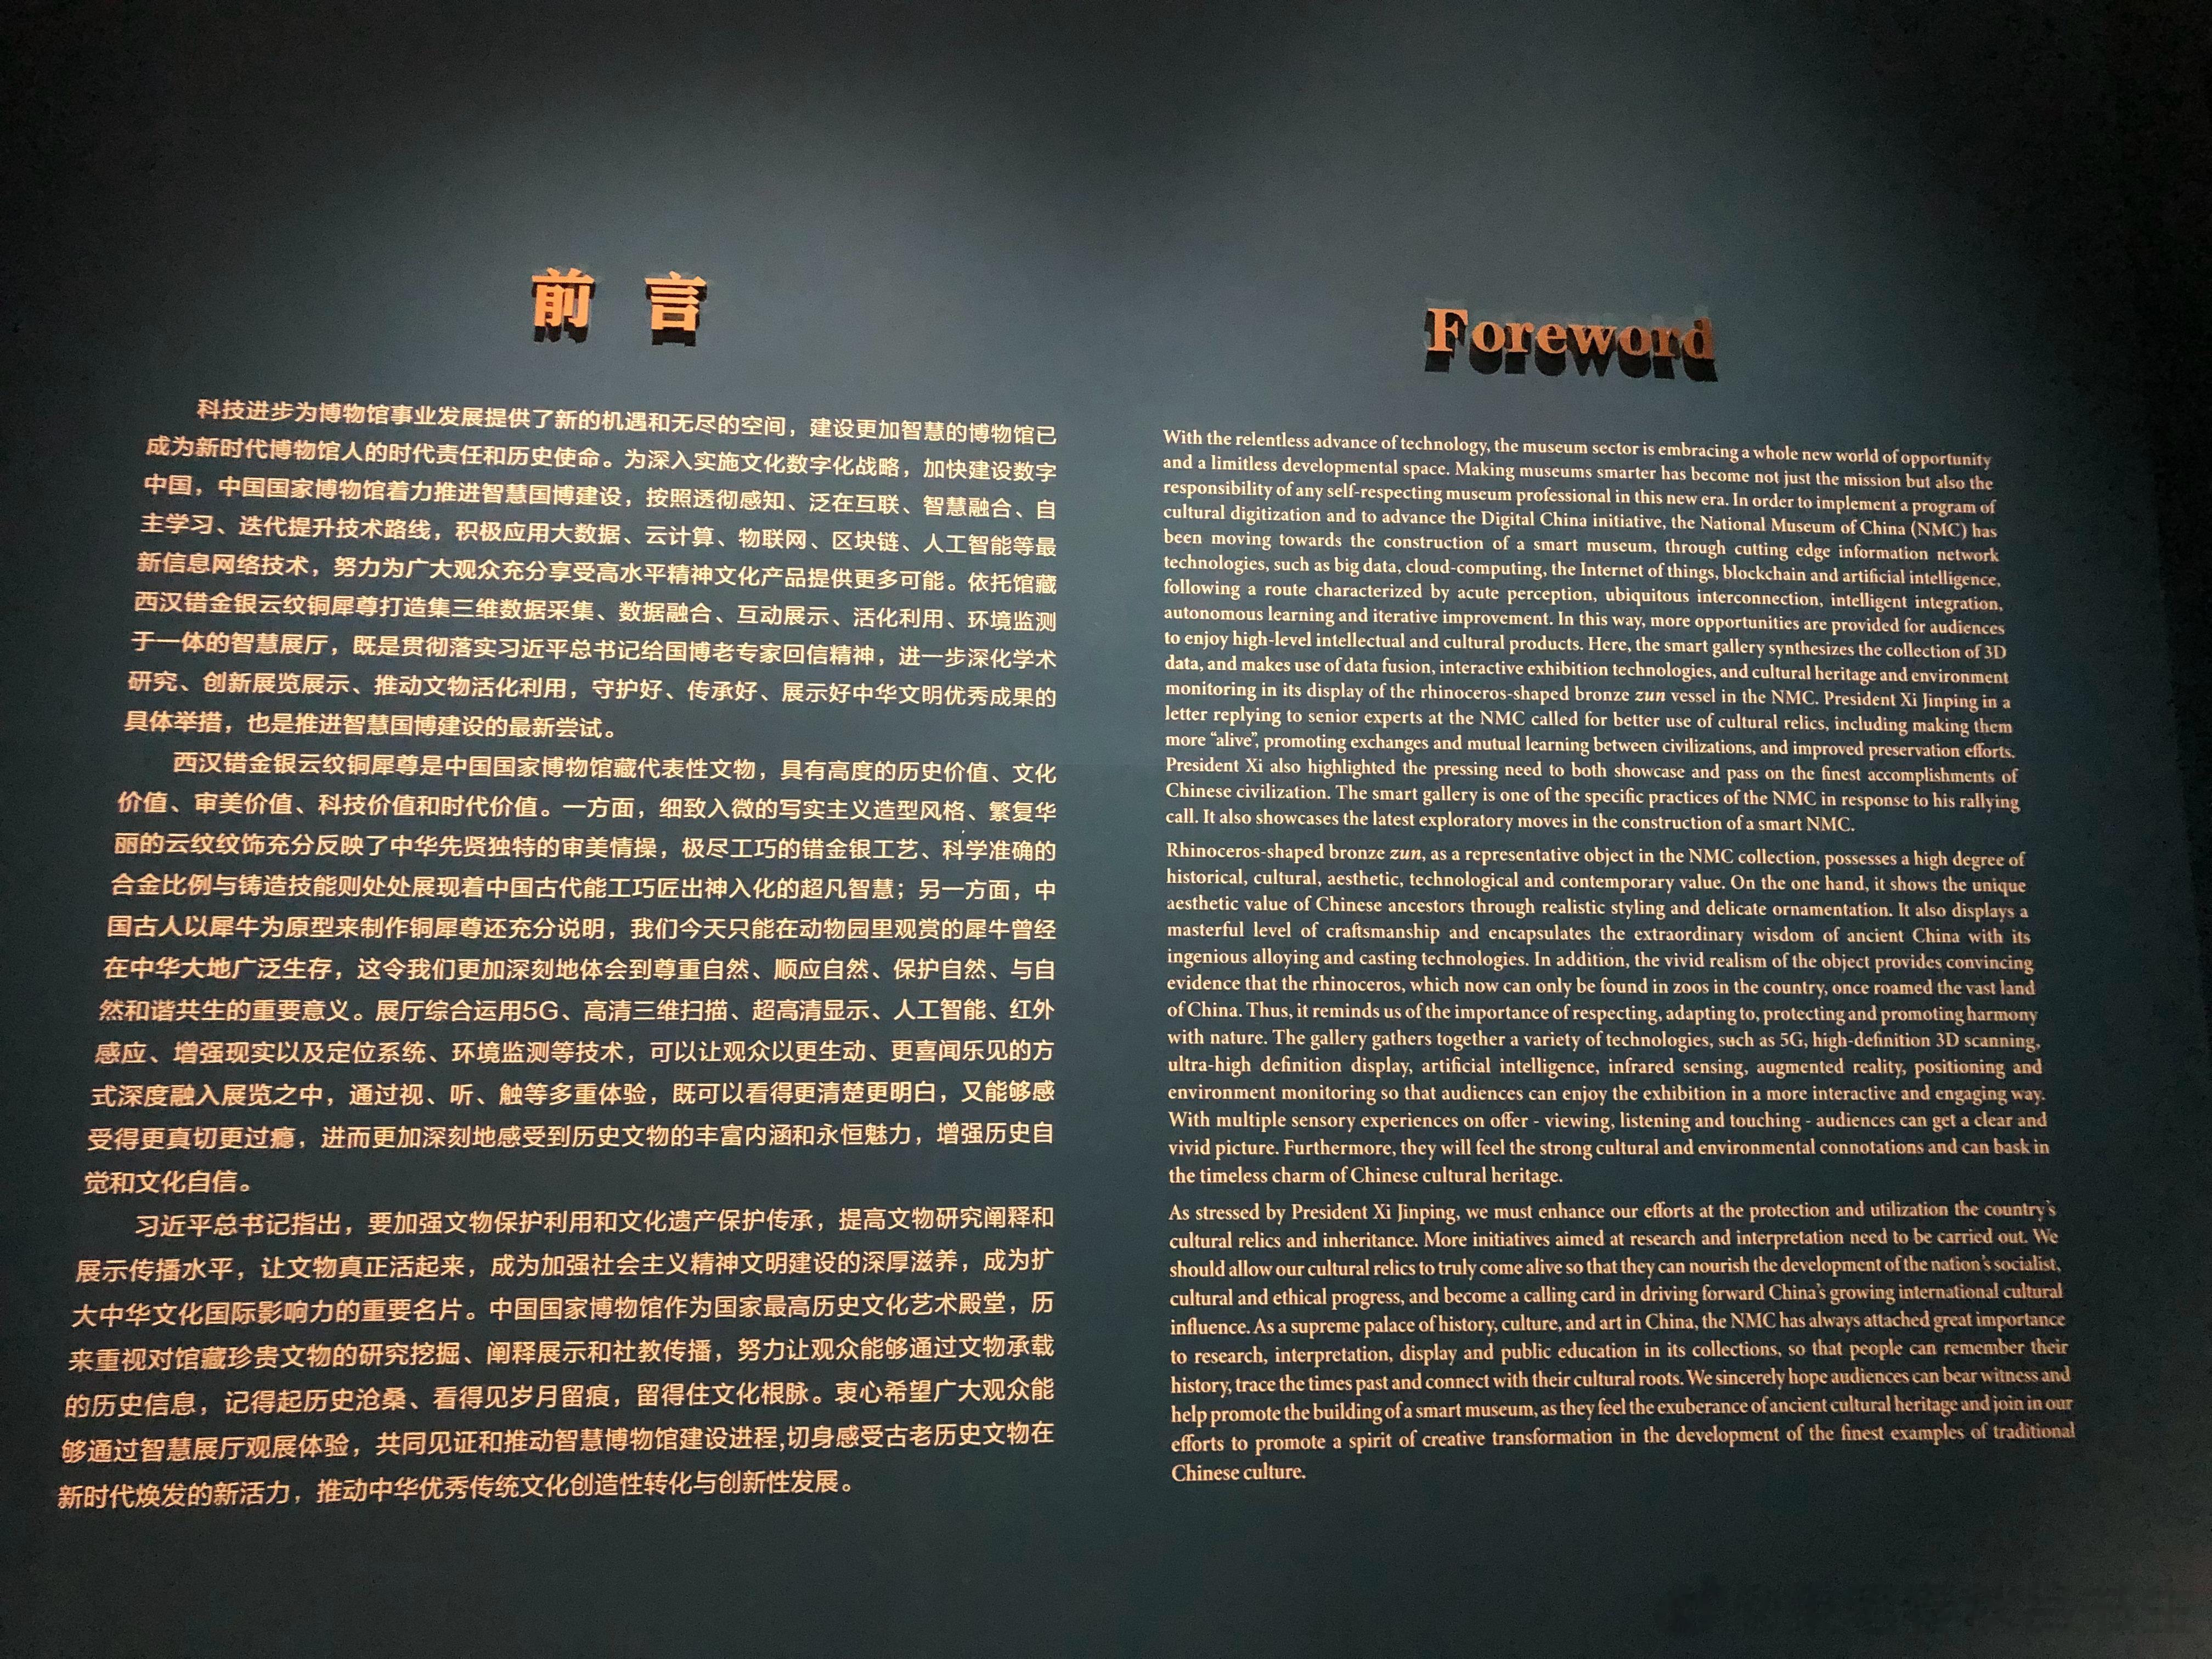 前 言
科技进步为博物馆事业发展提供了新的机遇和无尽的空间，建设更加智慧的博物馆已
成为新时代博物馆人的时代责任和历史使命。为深入实施文化数字化战略，加快建设数字
中国，中国国家博物馆着力推进智慧国博建设，按照透彻感知、泛在互联、智慧融合、自
主学习、迭代提升技术路线，积极应用大数据、云计算、物联网、区块链、人工智能等最
新信息网络技术，努力为广大观众充分享受高水平精神文化产品提供更多可能。依托馆藏
西汉错金银云纹铜犀尊打造集三维数据采集、数据融合、互动展示、活化利用、环境监测
于一体的智慧展厅，既是贯彻落实习近平总书记给国博老专家回信精神，进一步深化学术
研究、创新展览展示、推动文物活化利用，守护好、传承好、展示好中华文明优秀成果的
具体举措，也是推进智慧国博建设的最新尝试。
西汉错金银云纹铜犀尊是中国国家博物馆藏代表性文物，具有高度的历史价值、文化
价值、审美价值、科技价值和时代价值。一方面，细致入微的写实主义造型风格、繁复华
丽的云纹纹饰充分反映了中华先贤独特的审美情操，极尽工巧的错金银工艺、科学准确的
合金比例与铸造技能则处处展现着中国古代能工巧匠出神入化的超凡智慧；另一方面，中
国古人以犀牛为原型来制作铜犀尊还充分说明，我们今天只能在动物园里观赏的犀牛曾经
在中华大地广泛生存，这令我们更加深刻地体会到尊重自然、顺应自然、保护自然、与自
然和谐共生的重要意义。展厅综合运用5G、高清三维扫描、超高清显示、人工智能、红外
感应、增强现实以及定位系统、环境监测等技术，可以让观众以更生动、更喜闻乐见的方
式深度融入展览之中，通过视、听、触等多重体验，既可以看得更清楚更明白，又能够感
受得更真切更过瘾，进而更加深刻地感受到历史文物的丰富内涵和永恒魅力，增强历史自
觉和文化自信。
习近平总书记指出，要加强文物保护利用和文化遗产保护传承，提高文物研究阐释和
展示传播水平，让文物真正活起来，成为加强社会主义精神文明建设的深厚滋养，成为扩
大中华文化国际影响力的重要名片。中国国家博物馆作为国家最高历史文化艺术殿堂，历
来重视对馆藏珍贵文物的研究挖掘、阐释展示和社教传播，努力让观众能够通过文物承载
的历史信息，记得起历史沧桑、看得见岁月留痕，留得住文化根脉。衷心希望广大观众能
够通过智慧展厅观展体验，共同见证和推动智慧博物馆建设进程,切身感受古老历史文物在
新时代焕发的新活力，推动中华优秀传统文化创造性转化与创新性发展。
Foreword
With the relentless advance of technology, the museum sector is embracing a whole new world of opportunity
and a limitless developmental space. Making museums smarter has become not just the mission but also the
responsibility of any self-respecting museum professional in this new era. In order to implement a program of
cultural digitization and to advance the Digital China initiative, the National Museum of China (NMC) has
been moving towards the construction of a smart museum, through cutting edge information network
technologies, such as big data, cloud-computing, the Internet of things, blockchain and artificial intelligence,
following a route characterized by acute perception, ubiquitous interconnection, intelligent integration,
autonomous learning and iterative improvement. In this way, more opportunities are provided for audiences
to enjoy high-level intellectual and cultural products. Here, the smart gallery synthesizes the collection of 3D
data, and makes use of data fusion, interactive exhibition technologies, and cultural heritage and environment
monitoring in its display of the rhinoceros-shaped bronze zun vessel in the NMC. President Xi Jinping in a
letter replying to senior experts at the NMC called for better use of cultural relics, including making them
more “alive”, promoting exchanges and mutual learning between civilizations, and improved preservation efforts.
President Xi also highlighted the pressing need to both showcase and pass on the finest accomplishments of
Chinese civilization. The smart gallery is one of the specific practices of the NMC in response to his rallying
call. It also showcases the latest exploratory moves in the construction of a smart NMC.
Rhinoceros-shaped bronze zun, as a representative object in the NMC collection, possesses a high degree of
historical, cultural, aesthetic, technological and contemporary value. On the one hand, it shows the unique
aesthetic value of Chinese ancestors through realistic styling and delicate ornamentation. It also displays a
masterful level of craftsmanship and encapsulates the extraordinary wisdom of ancient China with its
ingenious alloying and casting technologies. In addition, the vivid realism of the object provides convincing
evidence that the rhinoceros, which now can only be found in zoos in the country, once roamed the vast land
of China. Thus, it reminds us of the importance of respecting, adapting to, protecting and promoting harmony
with nature. The gallery gathers together a variety of technologies, such as 5G, high-definition 3D scanning,
ultra-high definition display, artificial intelligence, infrared sensing, augmented reality, positioning and
environment monitoring so that audiences can enjoy the exhibition in a more interactive and engaging way.
With multiple sensory experiences on offer - viewing, listening and touching - audiences can get a clear and
vivid picture. Furthermore, they will feel the strong cultural and environmental connotations and can bask in
the timeless charm of Chinese cultural heritage.
As stressed by President Xi Jinping, we must enhance our efforts at the protection and utilization the country's
cultural relics and inheritance. More initiatives aimed at research and interpretation need to be carried out. We
should allow our cultural relics to truly come alive so that they can nourish the development of the nation's socialist,
cultural and ethical progress, and become a calling card in driving forward China's growing international cultural
influence. As a supreme palace of history, culture, and art in China, the NMC has always attached great importance
to research, interpretation, display and public education in its collections, so that people can remember their
history, trace the times past and connect with their cultural roots. We sincerely hope audiences can bear witness and
help promote the building of a smart museum, as they feel the exuberance of ancient cultural heritage and join in our
efforts to promote a spirit of creative transformation in the development of the finest examples of traditional
Chinese culture.